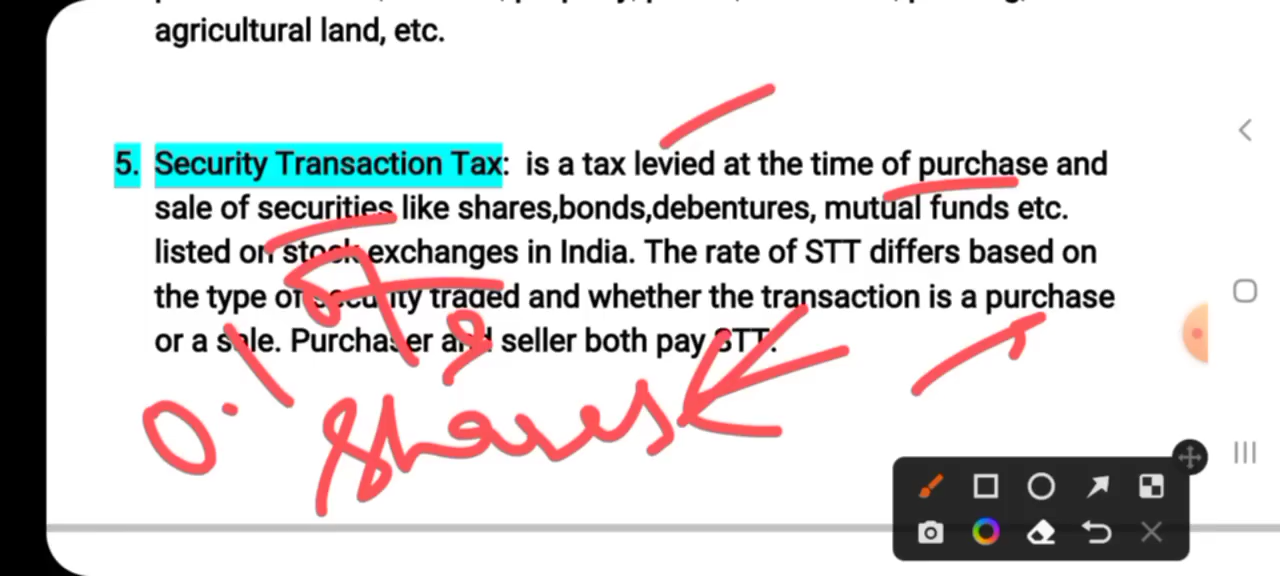 agricultural land, etc.
5. Security Transaction Tax: is a tax levied at the time of purchase and
sale of securities like shares,bonds,debentures, mutual funds etc.
listed on stock exchanges in India. The rate of STT differs based on
the type of security traded and whether the transaction is a purchase
or a sale. Purchaser and seller both pay STT.
0.1%
shares